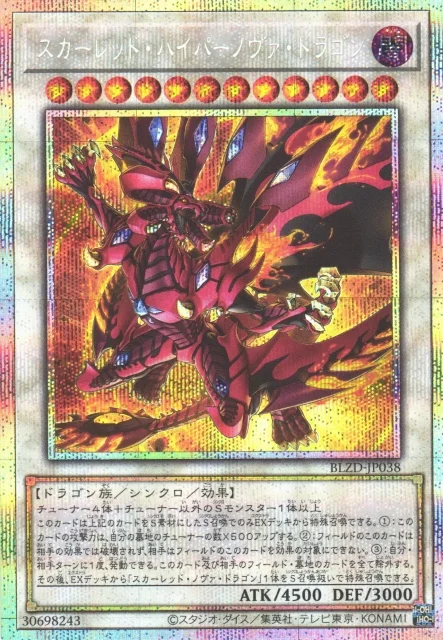 スカーレッド・ハイパーノヴァ・ドラゴン
闇
BLZD-JP038
【ドラゴン族/シンクロ/効果】
チューナー4体+チューナー以外のSモンスター1体以上
このカードは上記のカードをS素材にしたS召喚でのみEXデッキから特殊召喚できる。①:この
カードの攻撃力は、自分の墓地のチューナーの数×500アップする。②:フィールドのこのカードは
相手の効果では破壊されず、相手はフィールドのこのカードを効果の対象にできない。③:自分・
相手ターンに1度、発動できる。このカード及び相手のフィールド・墓地のカードを全て除外する。
その後、EXデッキから「スカーレッド・ノヴァ・ドラゴン」1体をS召喚扱いで特殊召喚できる。
ATK/4500 DEF/3000
30698243
©スタジオ・ダイス/集英社・テレビ東京・KONAMI